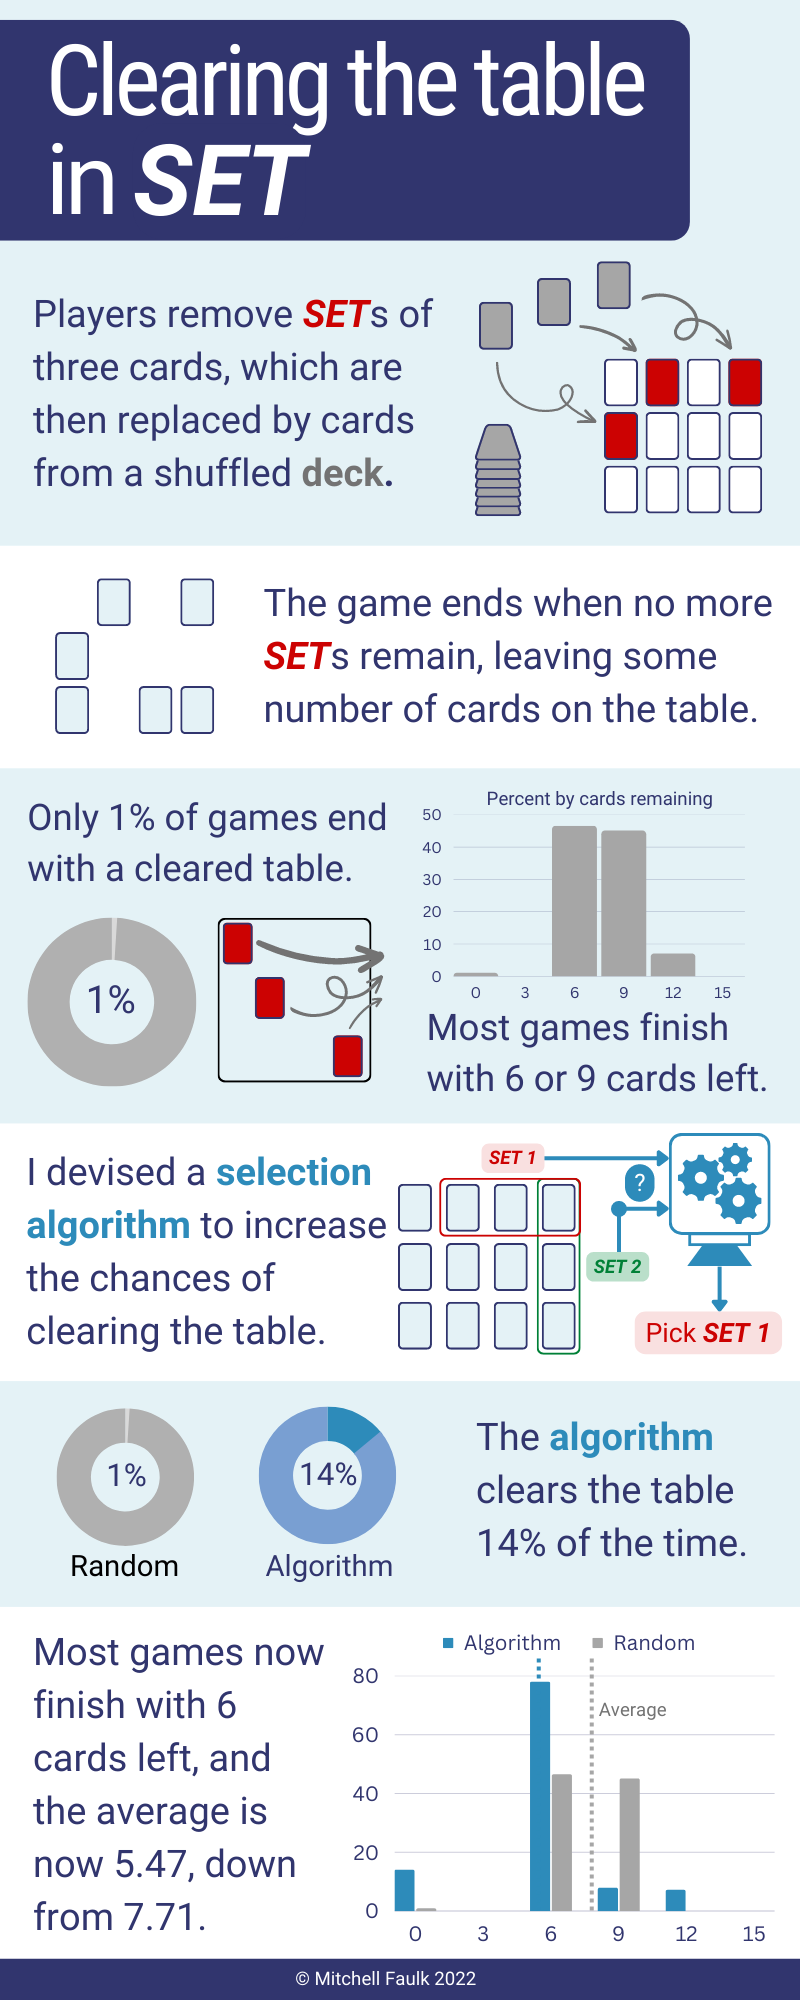 Clearing the table
in SET
Players remove SETs of
three cards, which are
then replaced by cards
from a shuffled deck.
The game ends when no more
SETs remain, leaving some
number of cards on the table.
Only 1% of games end
with a cleared table.
1%
Percent by cards remaining
50
40
30
20
10
0
0 3 6 9 12 15
Most games finish
with 6 or 9 cards left.
I devised a selection
algorithm to increase
the chances of
clearing the table.
SET 1
?
SET 2
Pick SET 1
1%
Random
14%
Algorithm
The algorithm
clears the table
14% of the time.
Most games now
finish with 6
cards left, and
the average is
now 5.47, down
from 7.71.
Algorithm Random
Average
80
60
40
20
0
0 3 6 9 12 15
© Mitchell Faulk 2022